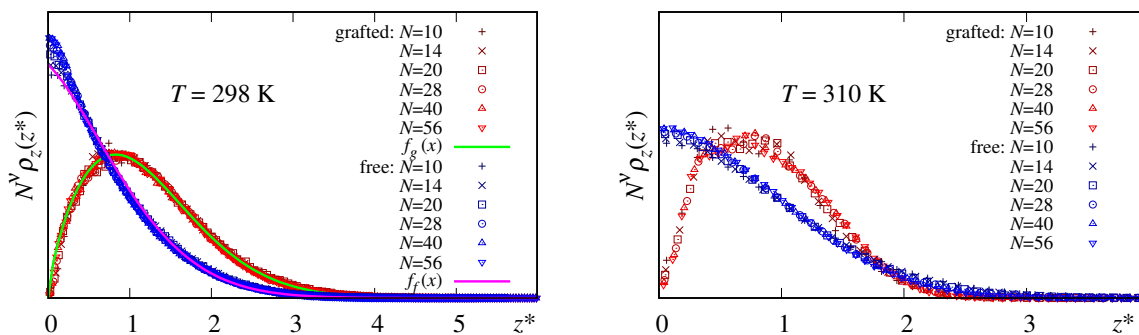 grafted: N=10
N=14
N=20
N=28
N=40
N=56
f_g(x)
free: N=10
N=14
N=20
N=28
N=40
N=56
f_f(x)
T = 298 K
N^ν ρ_z(z*)
0 1 2 3 4 5 z*
grafted: N=10
N=14
N=20
N=28
N=40
N=56
free: N=10
N=14
N=20
N=28
N=40
N=56
T = 310 K
N^ν ρ_z(z*)
0 1 2 3 z*